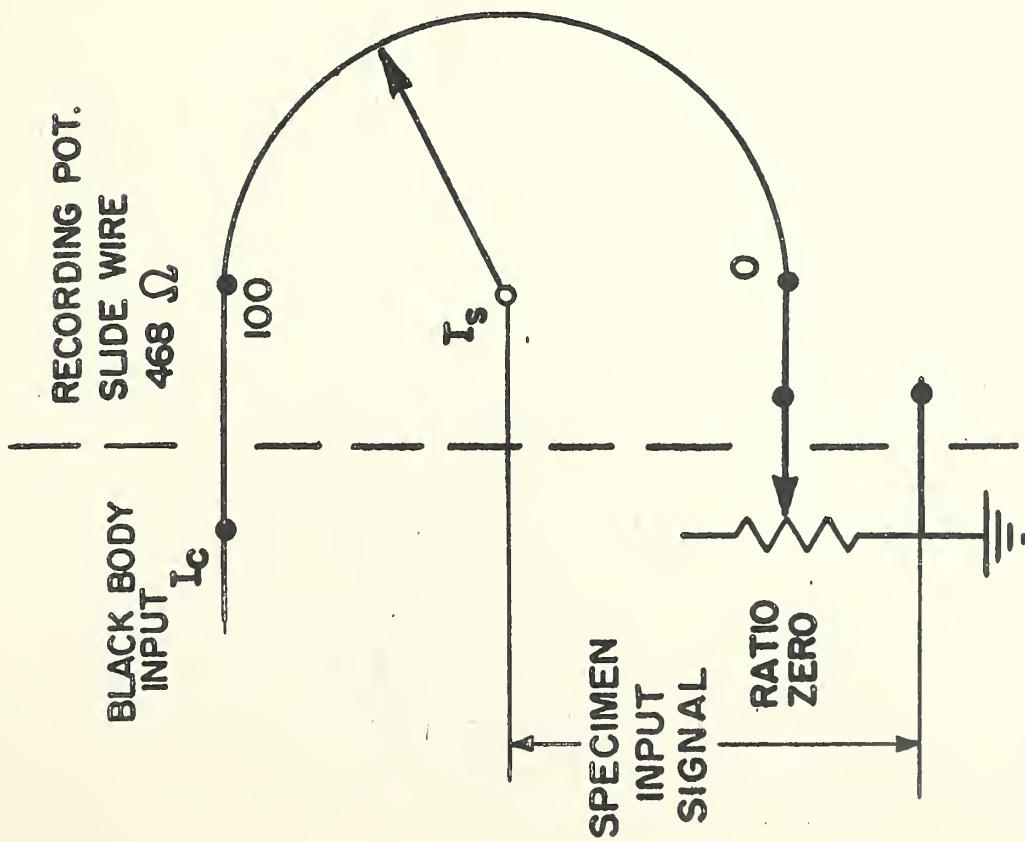 RECORDING POT.
SLIDE WIRE
468 Ω
BLACK BODY
INPUT
I_C
100
I_S
0
SPECIMEN
INPUT
SIGNAL
RATIO
ZERO